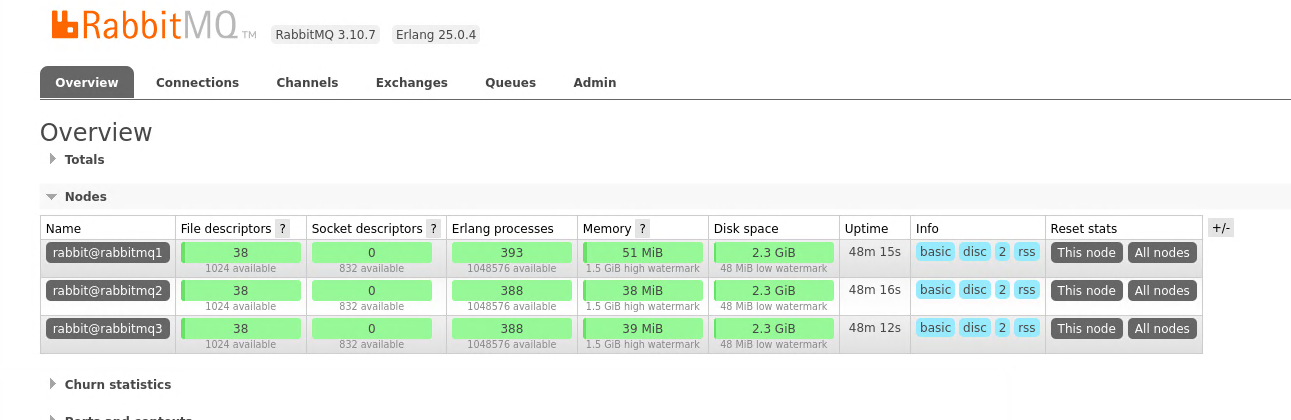 RabbitMQ TM RabbitMQ 3.10.7 Erlang 25.0.4
Overview Connections Channels Exchanges Queues Admin
Overview
Totals
Nodes
Name File descriptors ? Socket descriptors ? Erlang processes Memory ? Disk space Uptime Info Reset stats +/-
rabbit@rabbitmq1 38 0 393 51 MiB 2.3 GiB 48m 15s basic disc 2 rss This node All nodes
1024 available 832 available 1048576 available 1.5 GiB high watermark 48 MiB low watermark
rabbit@rabbitmq2 38 0 388 38 MiB 2.3 GiB 48m 16s basic disc 2 rss This node All nodes
1024 available 832 available 1048576 available 1.5 GiB high watermark 48 MiB low watermark
rabbit@rabbitmq3 38 0 388 39 MiB 2.3 GiB 48m 12s basic disc 2 rss This node All nodes
1024 available 832 available 1048576 available 1.5 GiB high watermark 48 MiB low watermark
Churn statistics
Ports and contexts